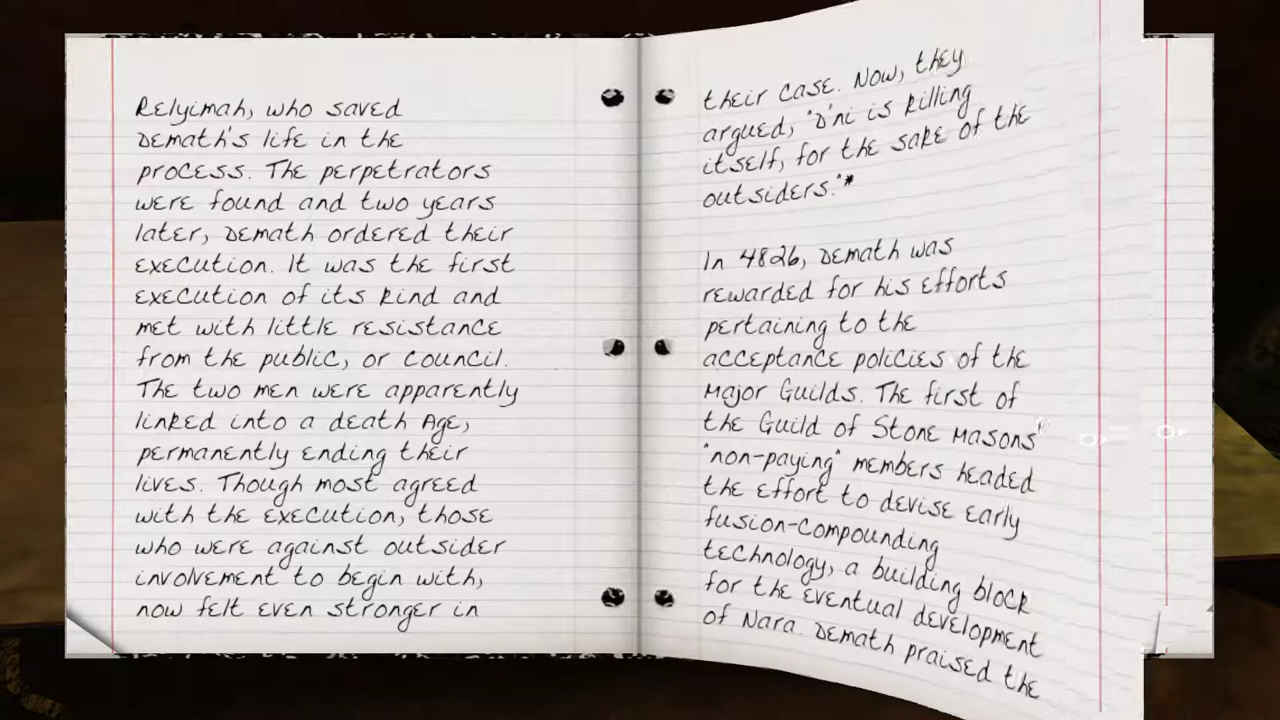 Relyimah, who saved
Demath's life in the
process. The perpetrators
were found and two years
later, Demath ordered their
execution. It was the first
execution of its kind and
met with little resistance
from the public, or council.
The two men were apparently
linked into a death Age,
permanently ending their
lives. Though most agreed
with the execution, those
who were against outsider
involvement to begin with,
now felt even stronger in
their case. Now, they
argued, "D'ni is killing
itself, for the sake of the
outsiders."*
In 4826, Demath was
rewarded for his efforts
pertaining to the
acceptance policies of the
Major Guilds. The first of
the Guild of Stone Masons'
"non-paying" members headed
the effort to devise early
fusion-compounding
technology, a building block
for the eventual development
of Nara. Demath praised the